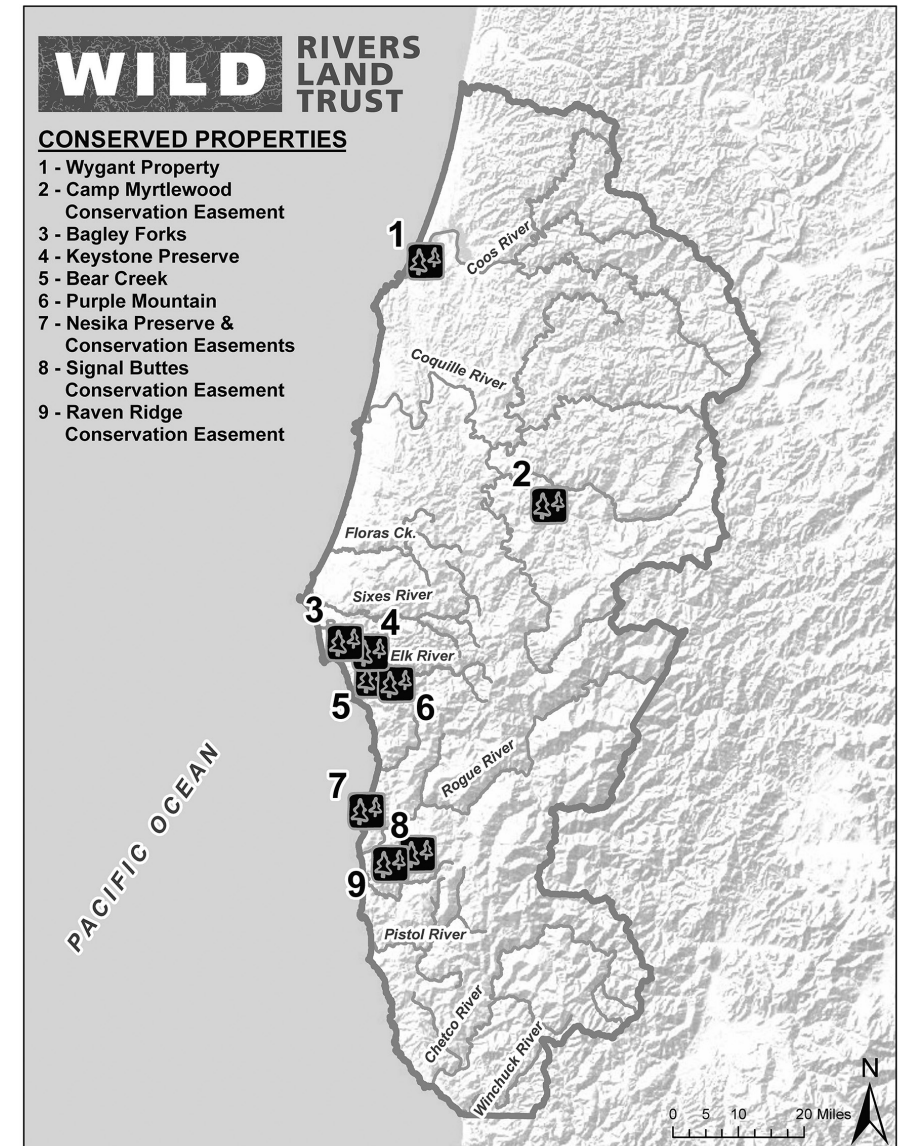 WILD
RIVERS
LAND
TRUST
CONSERVED PROPERTIES
1 - Wygant Property
2 - Camp Myrtlewood
Conservation Easement
3 - Bagley Forks
4 - Keystone Preserve
5 - Bear Creek
6 - Purple Mountain
7 - Nesika Preserve &
Conservation Easements
8 - Signal Buttes
Conservation Easement
9 - Raven Ridge
Conservation Easement
1
Coos River
Coquille River
2
Floras Ck.
Sixes River
3
4
Elk River
5
6
Rogue River
7
8
9
PACIFIC OCEAN
Pistol River
Chetco River
Winchuck River
N
0 5 10 20 Miles